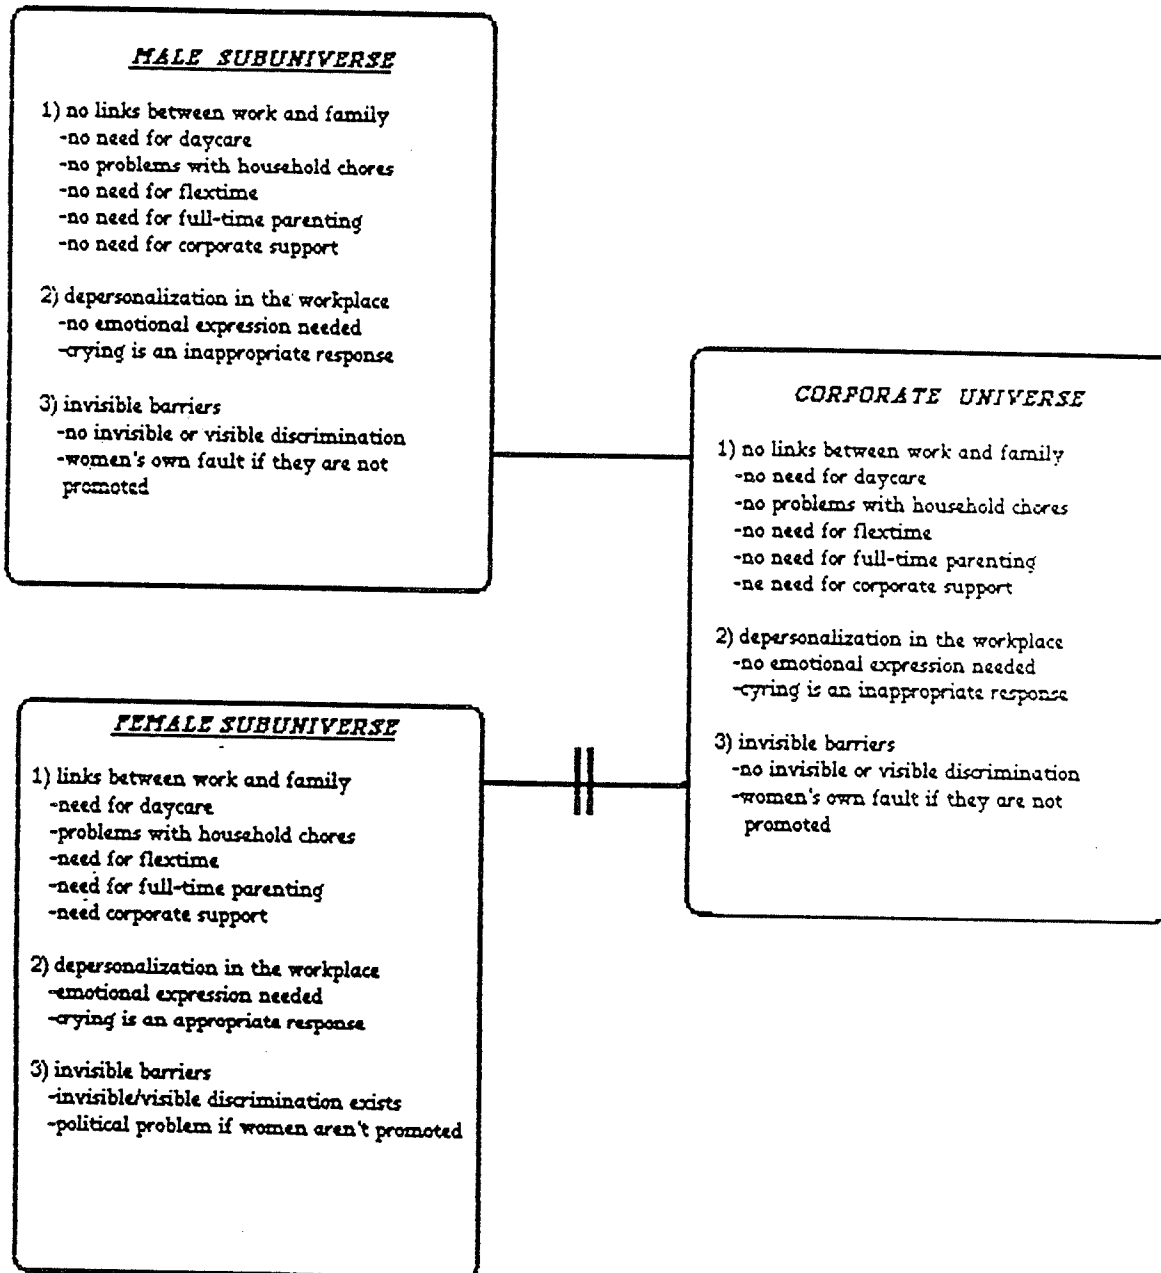 MALE SUBUNIVERSE
1) no links between work and family
-no need for daycare
-no problems with household chores
-no need for flextime
-no need for full-time parenting
-no need for corporate support
2) depersonalization in the workplace
-no emotional expression needed
-crying is an inappropriate response
3) invisible barriers
-no invisible or visible discrimination
-women's own fault if they are not
promoted
CORPORATE UNIVERSE
1) no links between work and family
-no need for daycare
-no problems with household chores
-no need for flextime
-no need for full-time parenting
-ne need for corporate support
2) depersonalization in the workplace
-no emotional expression needed
-cyring is an inappropriate response
3) invisible barriers
-no invisible or visible discrimination
-women's own fault if they are not
promoted
FEMALE SUBUNIVERSE
1) links between work and family
-need for daycare
-problems with household chores
-need for flextime
-need for full-time parenting
-need corporate support
2) depersonalization in the workplace
-emotional expression needed
-crying is an appropriate response
3) invisible barriers
-invisible/visible discrimination exists
-political problem if women aren't promoted